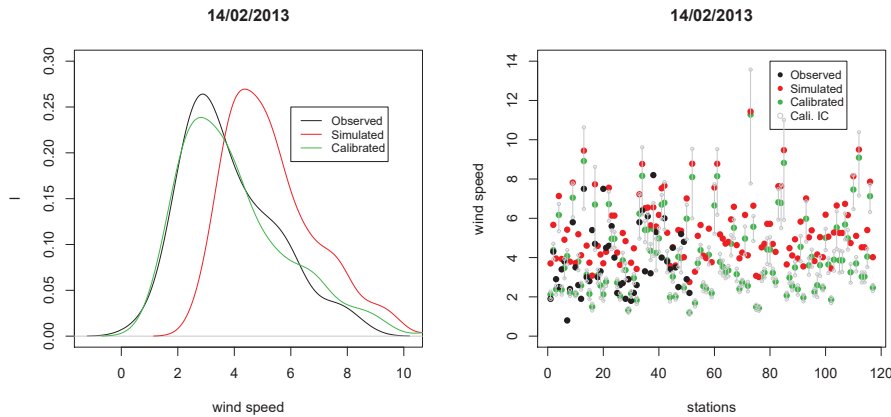 14/02/2013
0.30
0.25
0.20
0.15
0.10
0.05
0.00
l
0 2 4 6 8 10
wind speed
Observed
Simulated
Calibrated
14/02/2013
14
12
10
8
6
4
2
0
wind speed
0 20 40 60 80 100 120
stations
Observed
Simulated
Calibrated
Cali. IC